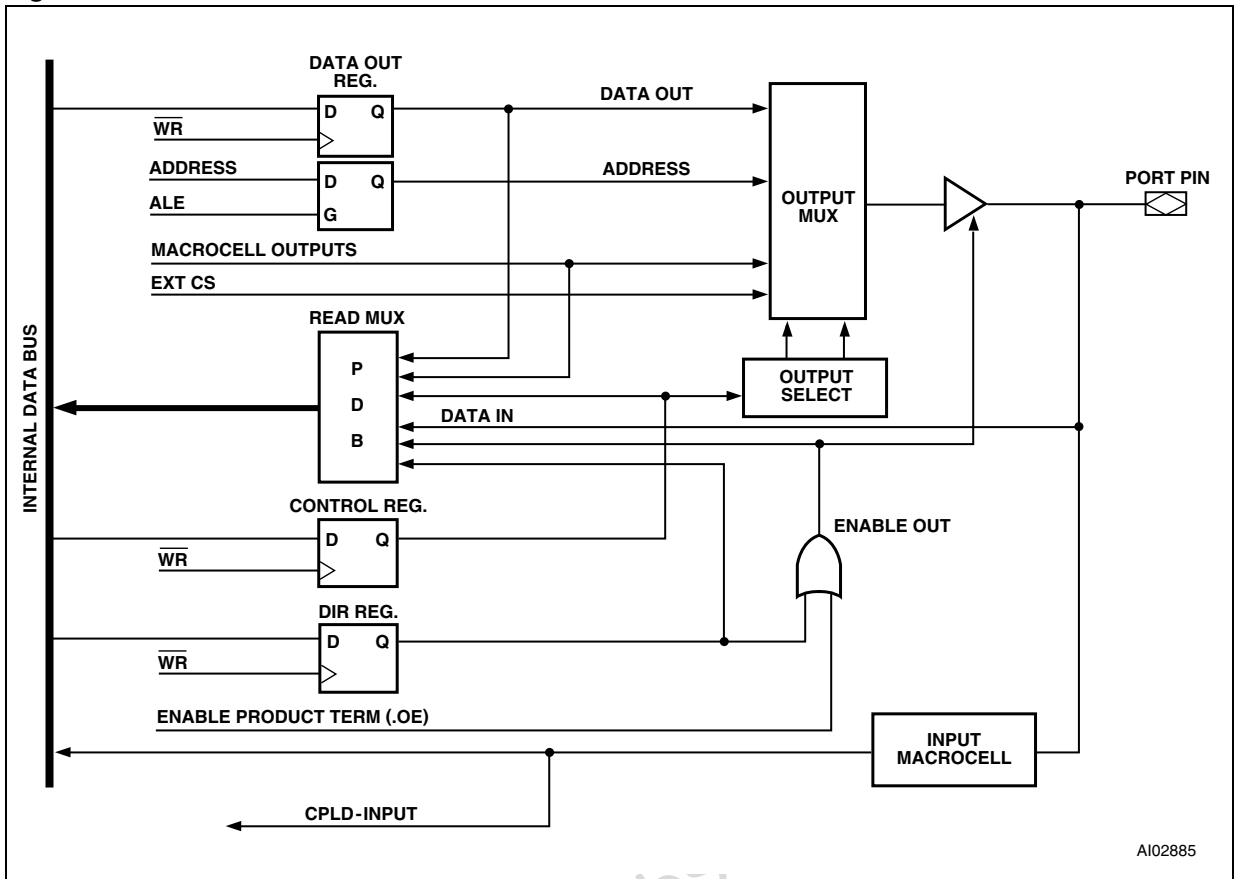 DATA OUT
REG.
D Q
WR
DATA OUT
ADDRESS
D Q
ADDRESS
ALE
G
OUTPUT
MUX
PORT PIN
MACROCELL OUTPUTS
EXT CS
READ MUX
P
D
B
OUTPUT
SELECT
DATA IN
INTERNAL DATA BUS
CONTROL REG.
D Q
WR
ENABLE OUT
DIR REG.
D Q
WR
ENABLE PRODUCT TERM (.OE)
INPUT
MACROCELL
CPLD-INPUT
AI02885